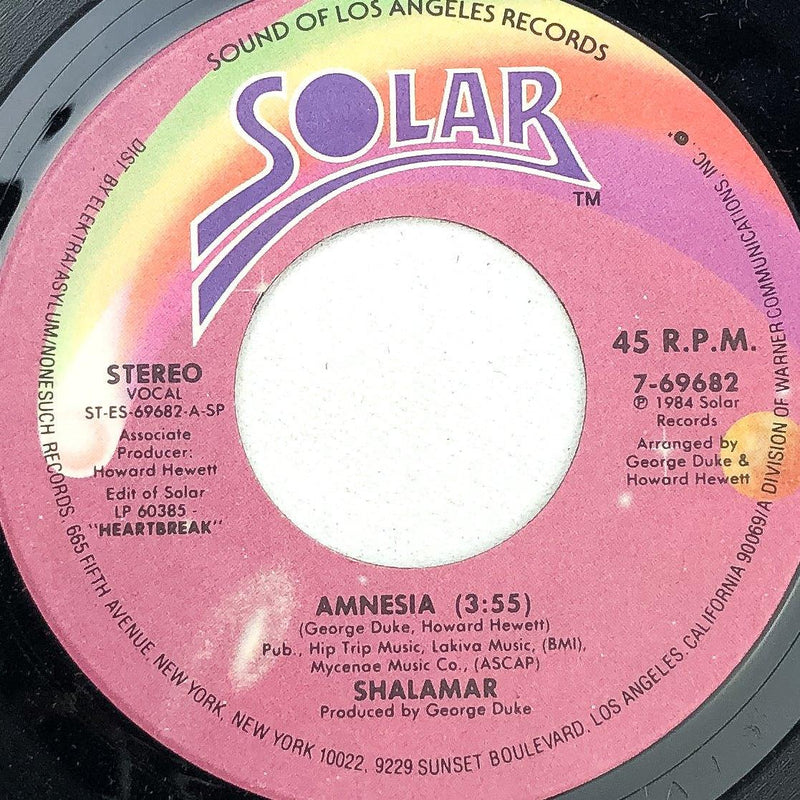 SOUND OF LOS ANGELES RECORDS
SOLAR
TM
STEREO
VOCAL
ST-ES-69682-A-SP
Associate
Producer:
Howard Hewett
Edit of Solar
LP 60385 -
"HEARTBREAK"
45 R.P.M.
7-69682
℗ 1984 Solar
Records
Arranged by
George Duke &
Howard Hewett
AMNESIA (3:55)
(George Duke, Howard Hewett)
Pub., Hip Trip Music, Lakiva Music, (BMI),
Mycenae Music Co., (ASCAP)
SHALAMAR
Produced by George Duke
DIST. BY ELEKTRA/ASYLUM/NONESUCH RECORDS, 665 FIFTH AVENUE, NEW YORK, NEW YORK 10022, 9229 SUNSET BOULEVARD, LOS ANGELES, CALIFORNIA 90069/A DIVISION OF WARNER COMMUNICATIONS, INC.